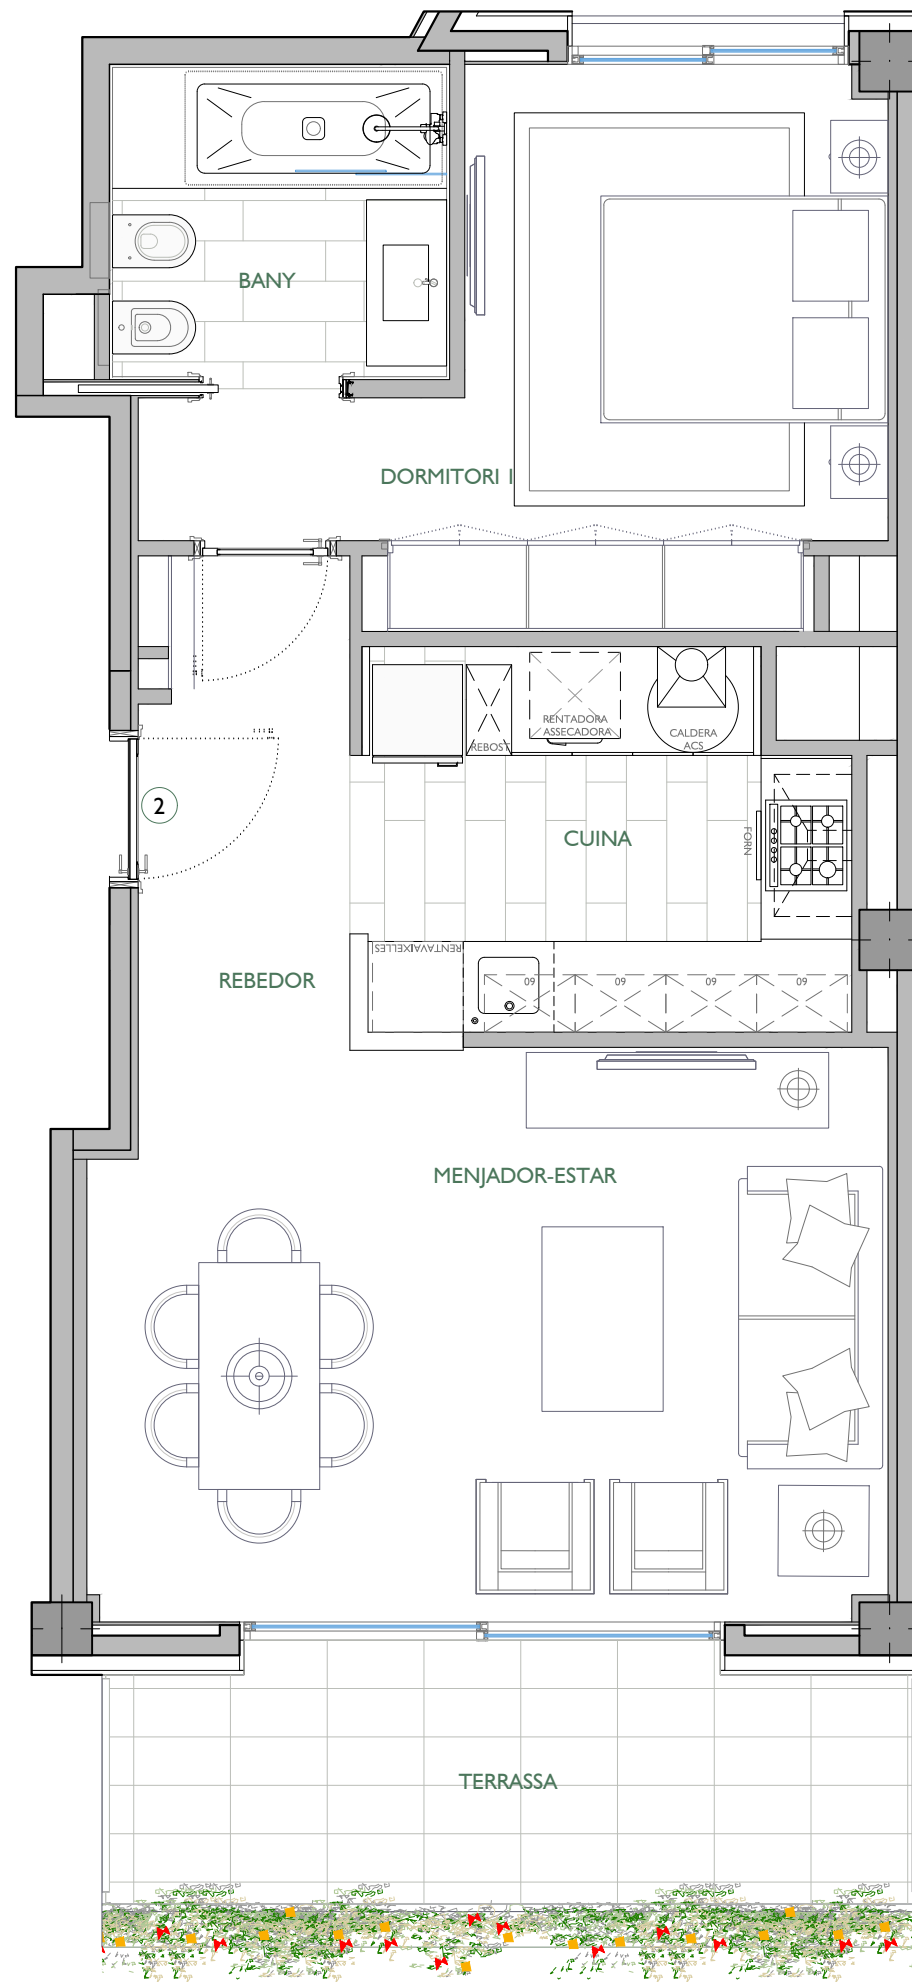 BANY
DORMITORI 1
RENTADORA
ASSECADORA
REBOST
CALDERA
ACS
2
CUINA
FORN
RENTAVAIXELLES
REBEDOR
60
60
60
60
MENJADOR-ESTAR
TERRASSA